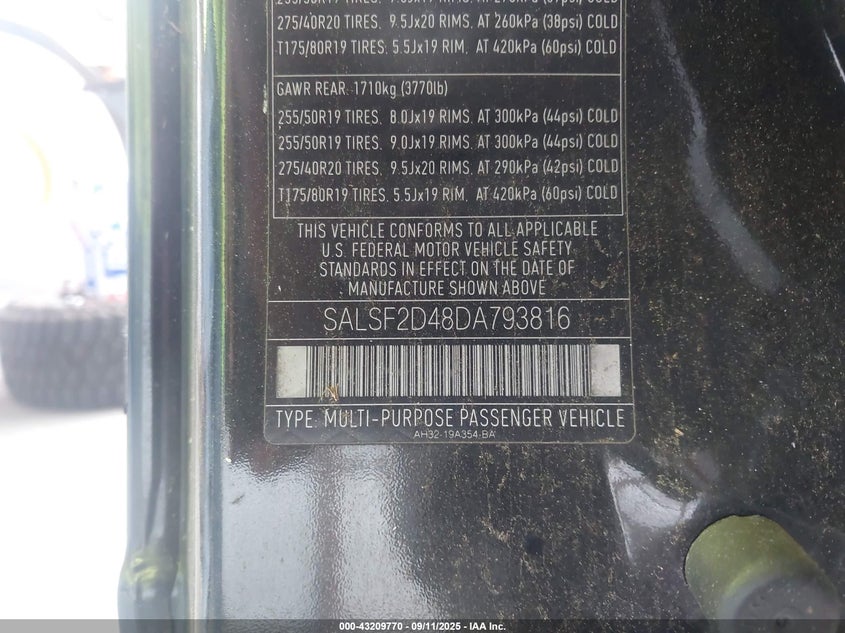 275/40R20 TIRES, 9.5Jx20 RIMS, AT 260kPa (38psi) COLD
T175/80R19 TIRES, 5.5Jx19 RIM, AT 420kPa (60psi) COLD
GAWR REAR: 1710kg (3770lb)
255/50R19 TIRES, 8.0Jx19 RIMS, AT 300kPa (44psi) COLD
255/50R19 TIRES, 9.0Jx19 RIMS, AT 300kPa (44psi) COLD
275/40R20 TIRES, 9.5Jx20 RIMS, AT 290kPa (42psi) COLD
T175/80R19 TIRES, 5.5Jx19 RIM, AT 420kPa (60psi) COLD
THIS VEHICLE CONFORMS TO ALL APPLICABLE
U.S. FEDERAL MOTOR VEHICLE SAFETY
STANDARDS IN EFFECT ON THE DATE OF
MANUFACTURE SHOWN ABOVE
SALSF2D48DA793816
TYPE: MULTI-PURPOSE PASSENGER VEHICLE
AH32-19A354-BA
000-43209770 - 09/11/2025 - IAA Inc.